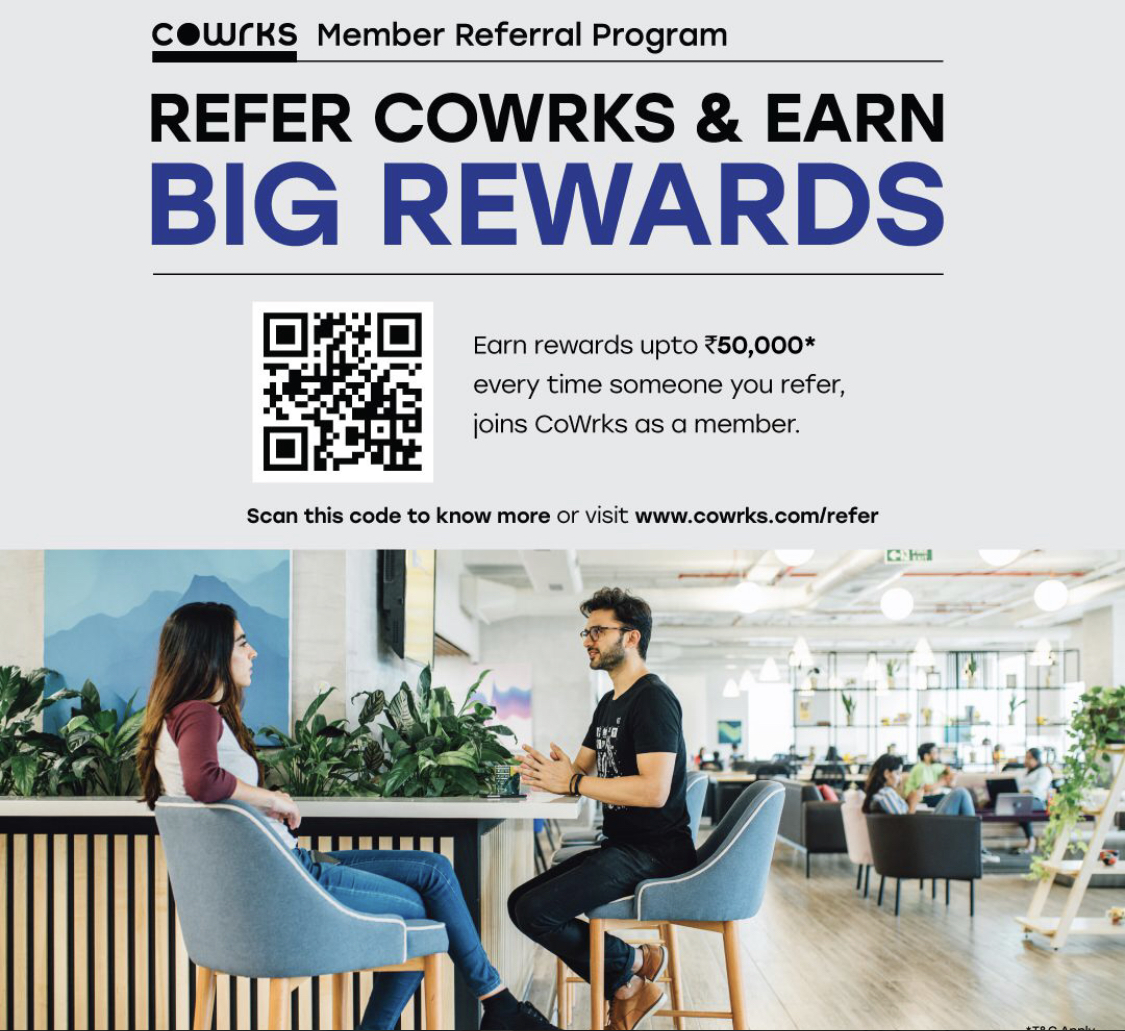 COWrKS Member Referral Program
REFER COWRKS & EARN
BIG REWARDS
Earn rewards upto ₹50,000*
every time someone you refer,
joins CoWrks as a member.
Scan this code to know more or visit www.cowrks.com/refer